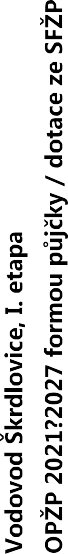 Vodovod Škrdlovice, I. etapa
OPŽP 2021?2027 formou půjčky / dotace ze SFŽP